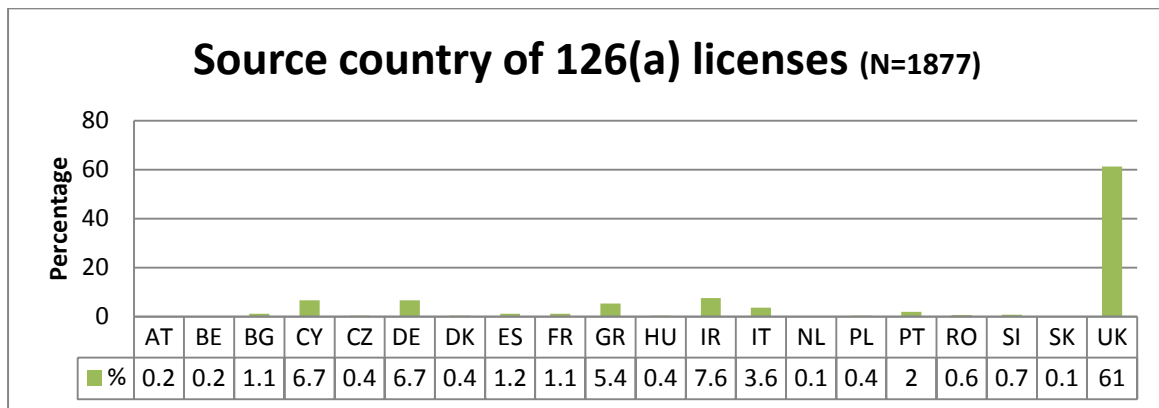 Source country of 126(a) licenses (N=1877)
Percentage
80
60
40
20
0
AT BE BG CY CZ DE DK ES FR GR HU IR IT NL PL PT RO SI SK UK
% 0.2 0.2 1.1 6.7 0.4 6.7 0.4 1.2 1.1 5.4 0.4 7.6 3.6 0.1 0.4 2 0.6 0.7 0.1 61